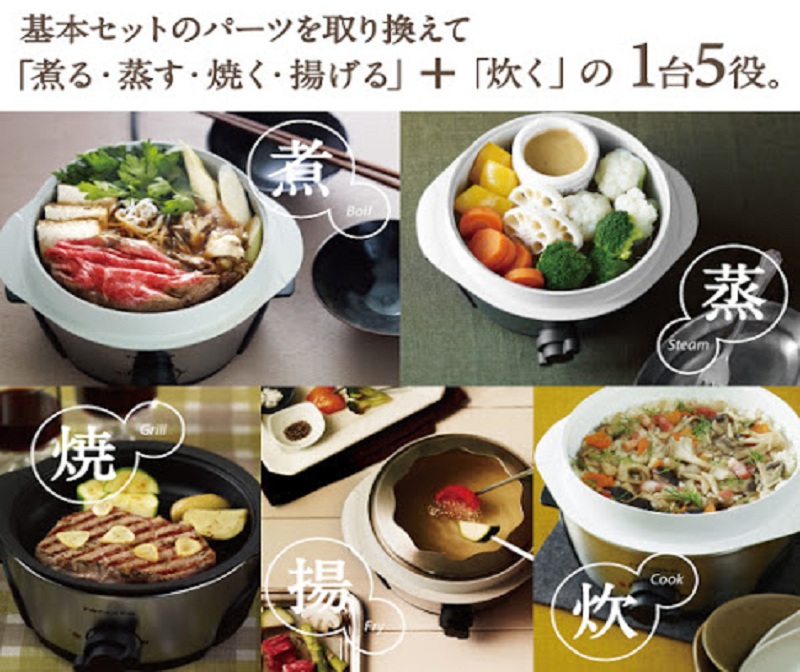 基本セットのパーツを取り換えて
「煮る・蒸す・焼く・揚げる」＋「炊く」の1台5役。
煮
Boil
蒸
Steam
焼
Grill
揚
Fry
炊
Cook